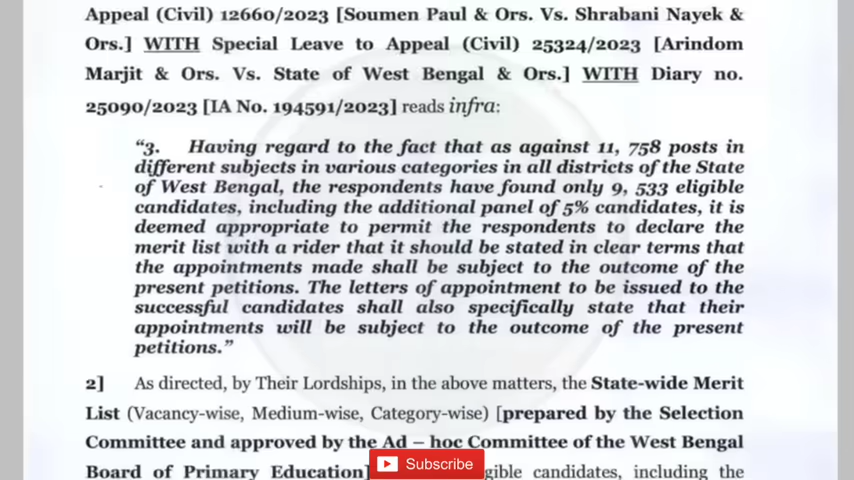 Appeal (Civil) 12660/2023 [Soumen Paul & Ors. Vs. Shrabani Nayek &
Ors.] WITH Special Leave to Appeal (Civil) 25324/2023 [Arindom
Marjit & Ors. Vs. State of West Bengal & Ors.] WITH Diary no.
25090/2023 [IA No. 194591/2023] reads infra:
“3. Having regard to the fact that as against 11, 758 posts in
different subjects in various categories in all districts of the State
of West Bengal, the respondents have found only 9, 533 eligible
candidates, including the additional panel of 5% candidates, it is
deemed appropriate to permit the respondents to declare the
merit list with a rider that it should be stated in clear terms that
the appointments made shall be subject to the outcome of the
present petitions. The letters of appointment to be issued to the
successful candidates shall also specifically state that their
appointments will be subject to the outcome of the present
petitions.”
2] As directed, by Their Lordships, in the above matters, the State-wide Merit
List (Vacancy-wise, Medium-wise, Category-wise) [prepared by the Selection
Committee and approved by the Ad – hoc Committee of the West Bengal
Board of Primary Education] candidates, including the
Subscribe